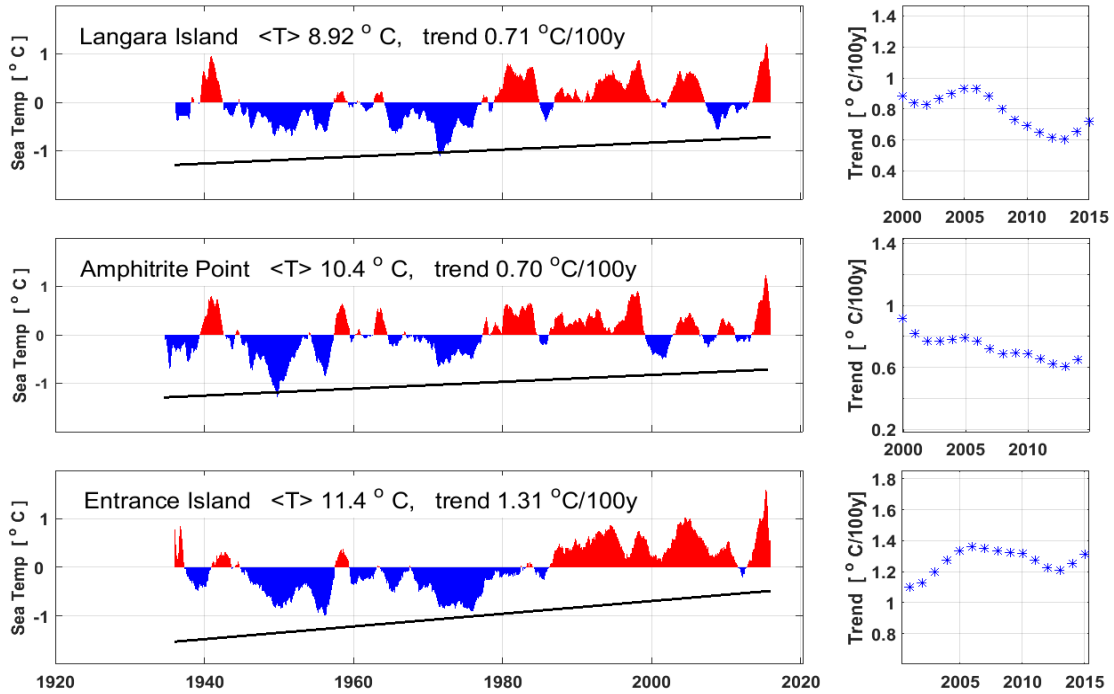 Langara Island <T> 8.92 ° C, trend 0.71 °C/100y
Sea Temp [ ° C ]
1
0
-1
Trend [ ° C/100y]
1.4
1.2
1
0.8
0.6
0.4
2000 2005 2010 2015
Amphitrite Point <T> 10.4 ° C, trend 0.70 °C/100y
Sea Temp [ ° C ]
1
0
-1
Trend [ ° C/100y]
1.4
1
0.6
0.2
2000 2005 2010
Entrance Island <T> 11.4 ° C, trend 1.31 °C/100y
Sea Temp [ ° C ]
1
0
-1
1920 1940 1960 1980 2000 2020
Trend [ ° C/100y]
1.8
1.6
1.4
1.2
1
0.8
2005 2010 2015